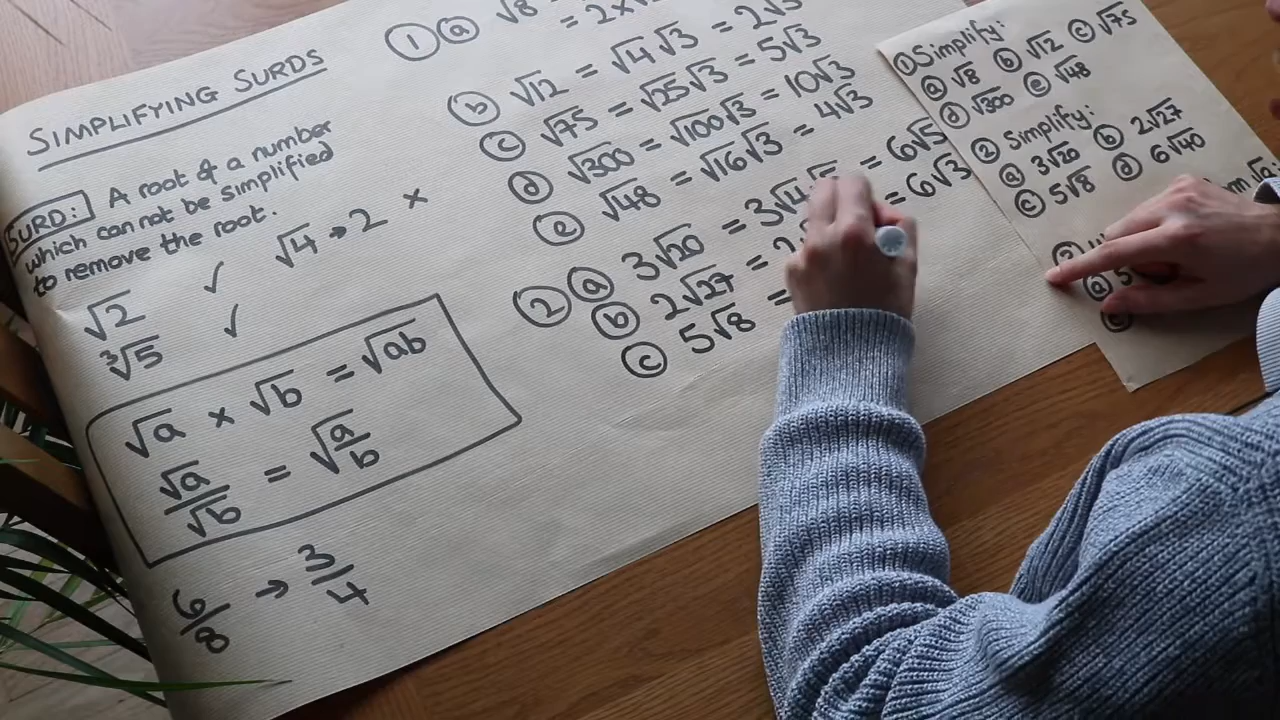 SIMPLIFYING SURDS
SURD: A root of a number
which cannot be simplified
to remove the root.
√2 ✓ √4 → 2 ×
∛5 ✓
√a × √b = √ab
√a/√b = √a/b
6/8 → 3/4
① ⓐ √8
= 2×√
ⓑ √12 = √4 √3 = 2√3
ⓒ √75 = √25 √3 = 5√3
ⓓ √300 = √100 √3 = 10√3
ⓔ √48 = √16 √3 = 4√3
② ⓐ 3√20 = 3√4 = 6√5
ⓑ 2√27 = 2 = 6√3
ⓒ 5√8 =
① Simplify:
ⓐ √8 ⓑ √12 ⓒ √75
ⓓ √300 ⓔ √48
② Simplify:
ⓐ 3√20 ⓑ 2√27
ⓒ 5√8 ⓓ 6√40
ⓐ 5